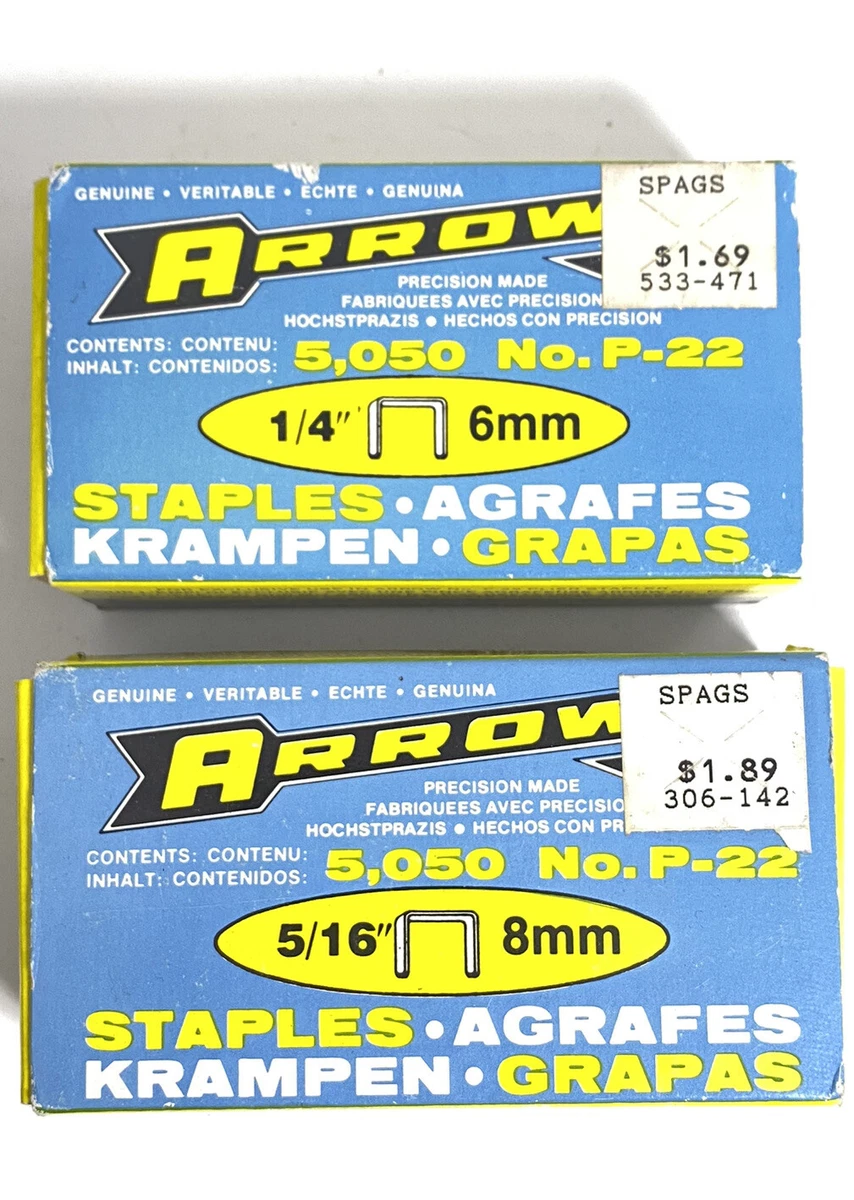 GENUINE • VERITABLE • ECHTE • GENUINA
ARROW
SPAGS
$1.69
533-471
PRECISION MADE
FABRIQUEES AVEC PRECISION
HOCHSTPRAZIS • HECHOS CON PRECISION
CONTENTS: CONTENU:
INHALT: CONTENIDOS:
5,050 No. P-22
1/4" 6mm
STAPLES • AGRAFES
KRAMPEN • GRAPAS
GENUINE • VERITABLE • ECHTE • GENUINA
ARROW
SPAGS
$1.89
306-142
PRECISION MADE
FABRIQUEES AVEC PRECISIO
HOCHSTPRAZIS • HECHOS CON PR
CONTENTS: CONTENU:
INHALT: CONTENIDOS:
5,050 No. P-22
5/16" 8mm
STAPLES • AGRAFES
KRAMPEN • GRAPAS